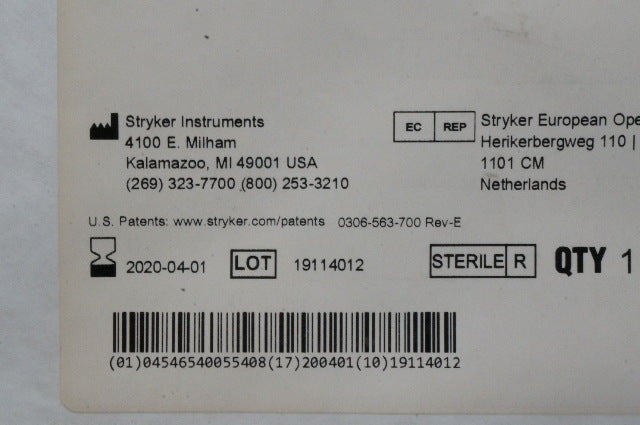 Stryker Instruments
4100 E. Milham
Kalamazoo, MI 49001 USA
(269) 323-7700 (800) 253-3210
EC REP
Stryker European Ope
Herikerbergweg 110 |
1101 CM
Netherlands
U.S. Patents: www.stryker.com/patents 0306-563-700 Rev-E
2020-04-01 LOT 19114012 STERILE R QTY 1
(01)04546540055408(17)200401(10)19114012